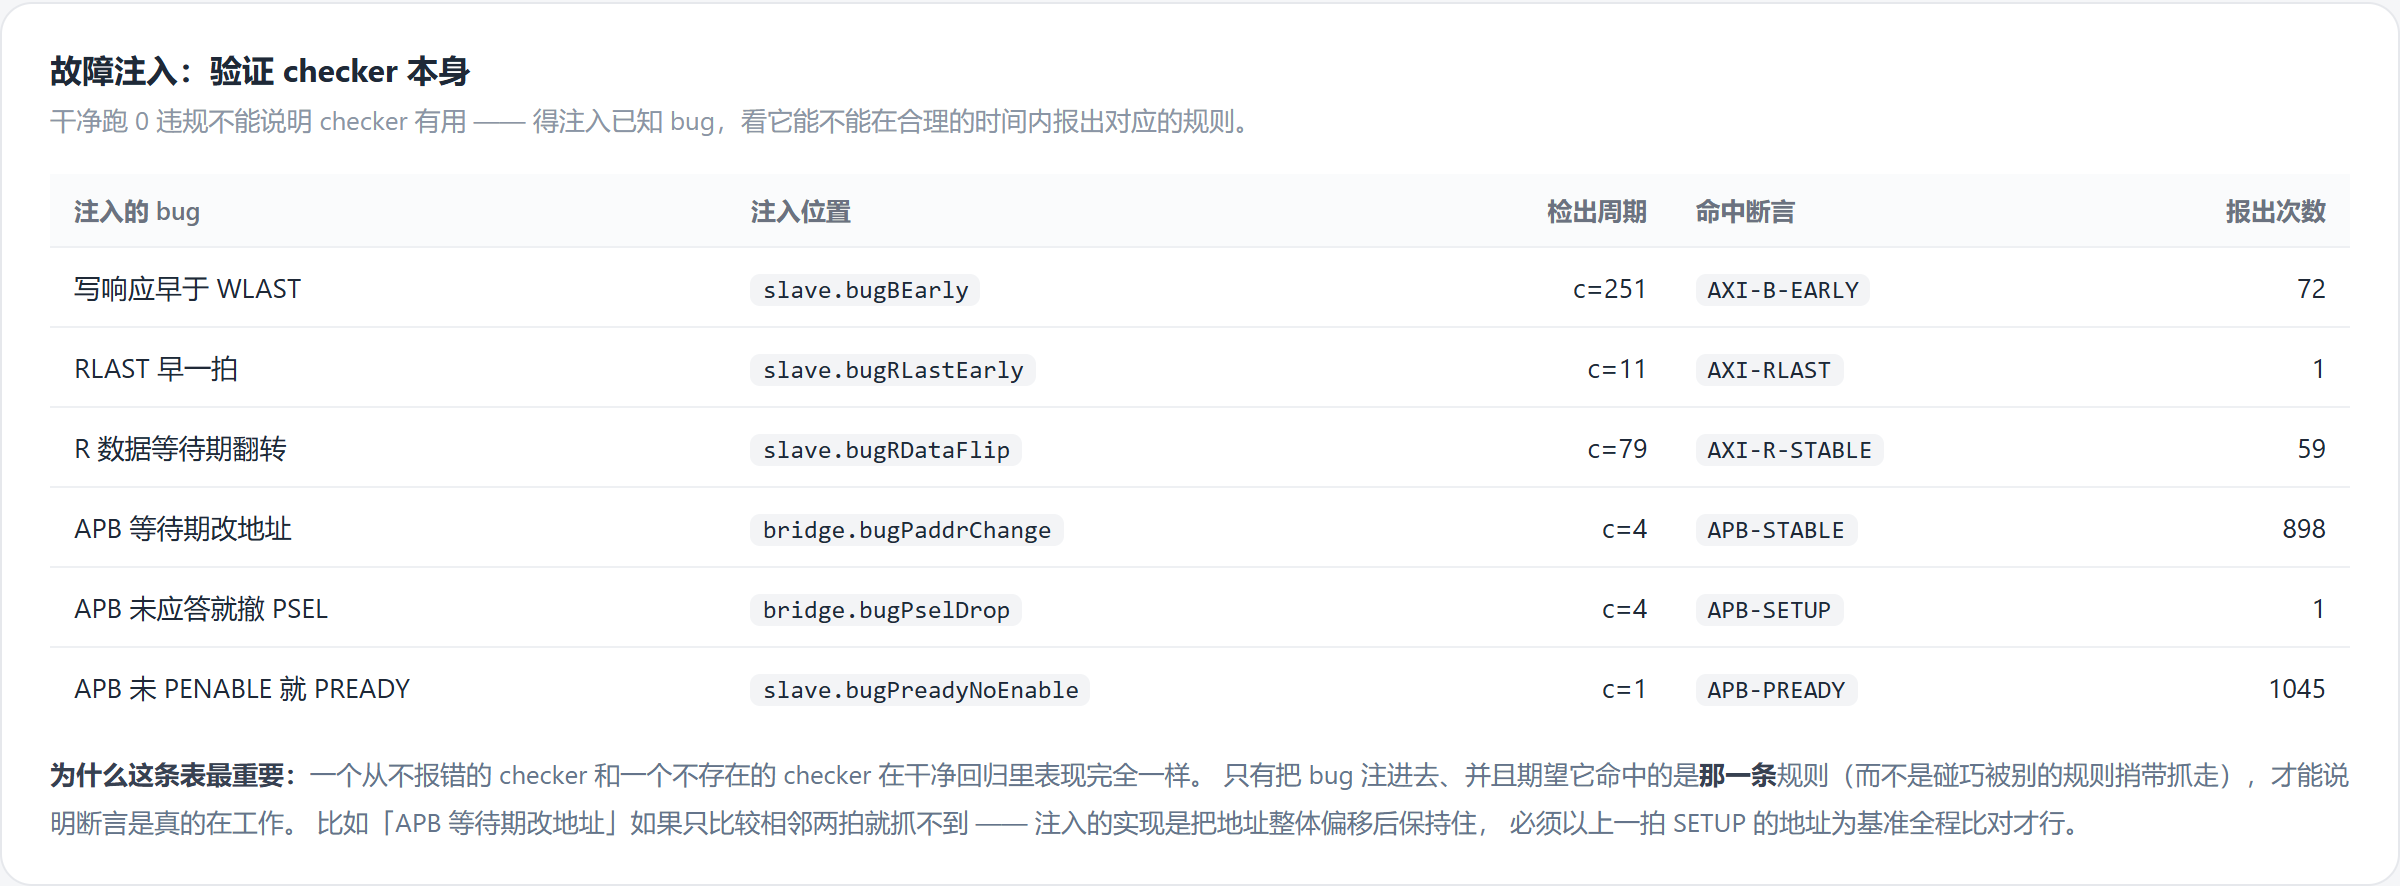 故障注入：验证 checker 本身
干净跑 0 违规不能说明 checker 有用 —— 得注入已知 bug，看它能不能在合理的时间内报出对应的规则。
注入的 bug 注入位置 检出周期 命中断言 报出次数
写响应早于 WLAST slave.bugBEarly c=251 AXI-B-EARLY 72
RLAST 早一拍 slave.bugRLastEarly c=11 AXI-RLAST 1
R 数据等待期翻转 slave.bugRDataFlip c=79 AXI-R-STABLE 59
APB 等待期改地址 bridge.bugPaddrChange c=4 APB-STABLE 898
APB 未应答就撤 PSEL bridge.bugPselDrop c=4 APB-SETUP 1
APB 未 PENABLE 就 PREADY slave.bugPreadyNoEnable c=1 APB-PREADY 1045
为什么这条表最重要：一个从不报错的 checker 和一个不存在的 checker 在干净回归里表现完全一样。 只有把 bug 注进去、并且期望它命中的是那一条规则（而不是碰巧被别的规则捎带抓走），才能说
明断言是真的在工作。 比如「APB 等待期改地址」如果只比较相邻两拍就抓不到 —— 注入的实现是把地址整体偏移后保持住， 必须以上一拍 SETUP 的地址为基准全程比对才行。